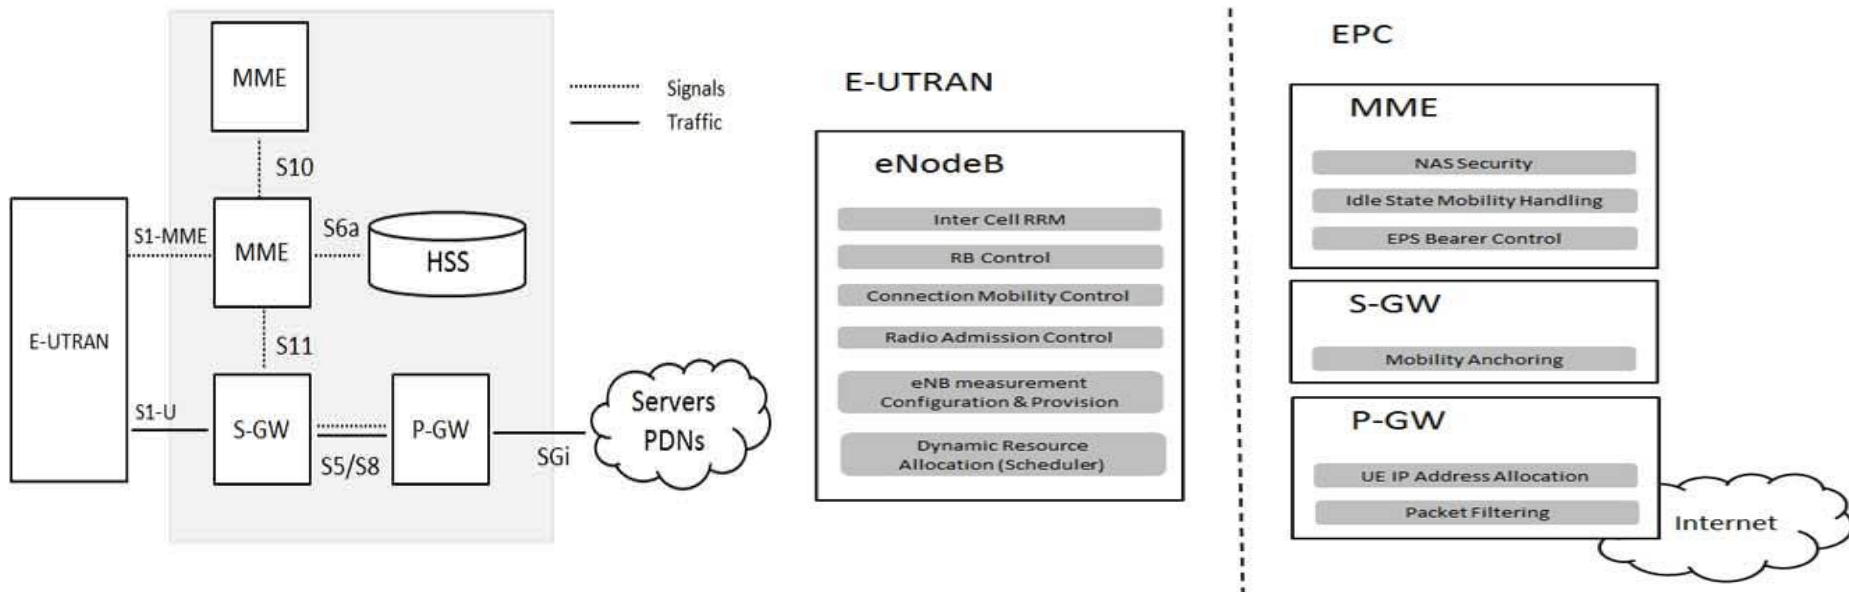 MME
Signals
Traffic
S10
S1-MME
MME
S6a
HSS
E-UTRAN
S11
S1-U
S-GW
S5/S8
P-GW
SGi
Servers
PDNs
E-UTRAN
eNodeB
Inter Cell RRM
RB Control
Connection Mobility Control
Radio Admission Control
eNB measurement
Configuration & Provision
Dynamic Resource
Allocation (Scheduler)
EPC
MME
NAS Security
Idle State Mobility Handling
EPS Bearer Control
S-GW
Mobility Anchoring
P-GW
UE IP Address Allocation
Packet Filtering
Internet